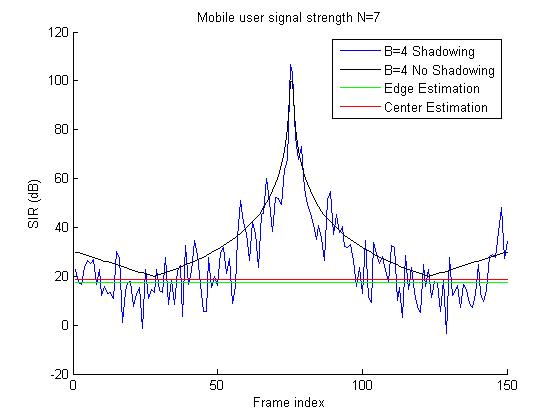 Mobile user signal strength N=7
120
100
80
60
40
20
0
-20
SIR (dB)
B=4 Shadowing
B=4 No Shadowing
Edge Estimation
Center Estimation
0
50
100
150
Frame index